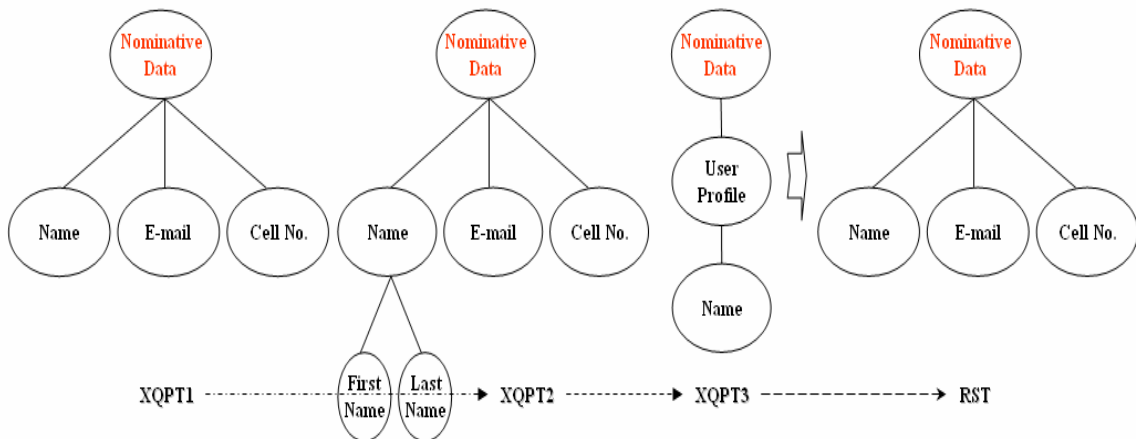 Nominative
Data
Nominative
Data
Nominative
Data
Nominative
Data
User
Profile
Name
E-mail
Cell No.
Name
E-mail
Cell No.
Name
E-mail
Cell No.
Name
First
Name
Last
Name
XQPT1
XQPT2
XQPT3
RST